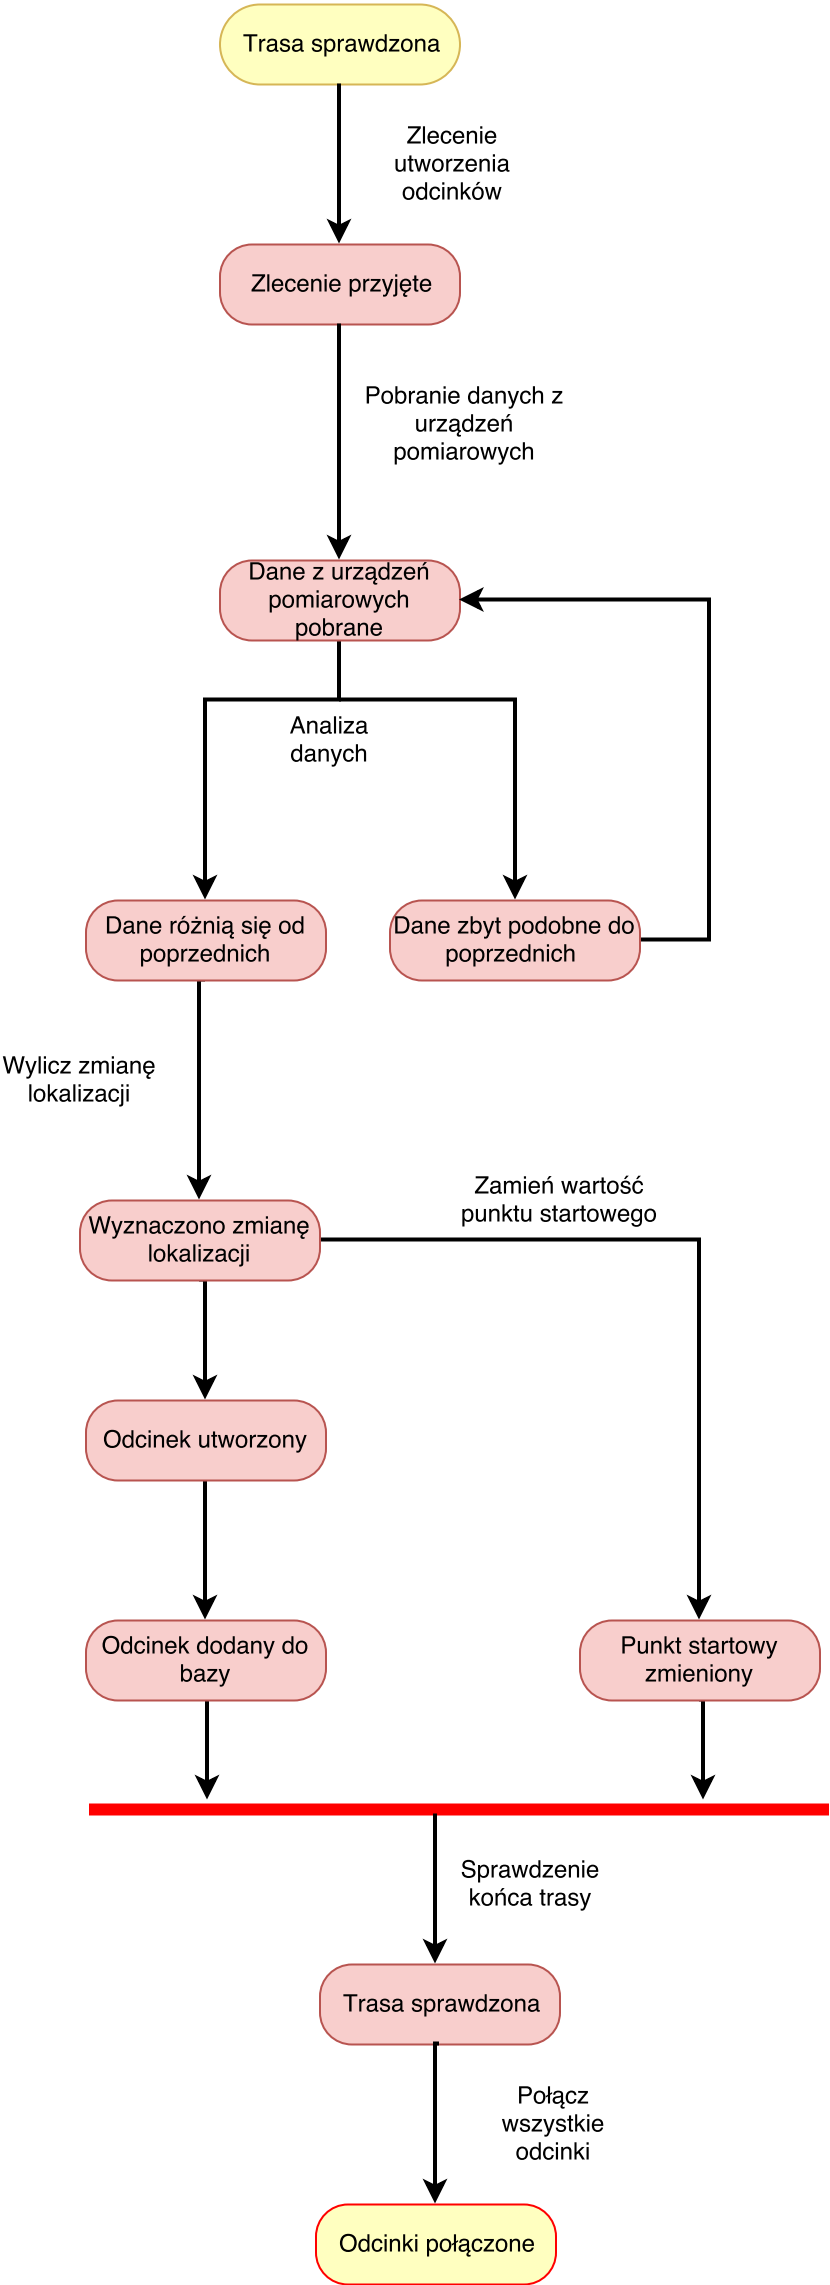 Trasa sprawdzona
Zlecenie
utworzenia
odcinków
Zlecenie przyjęte
Pobranie danych z
urządzeń
pomiarowych
Dane z urządzeń
pomiarowych
pobrane
Analiza
danych
Dane różnią się od
poprzednich
Dane zbyt podobne do
poprzednich
Wylicz zmianę
lokalizacji
Zamień wartość
punktu startowego
Wyznaczono zmianę
lokalizacji
Odcinek utworzony
Odcinek dodany do
bazy
Punkt startowy
zmieniony
Sprawdzenie
końca trasy
Trasa sprawdzona
Połącz
wszystkie
odcinki
Odcinki połączone